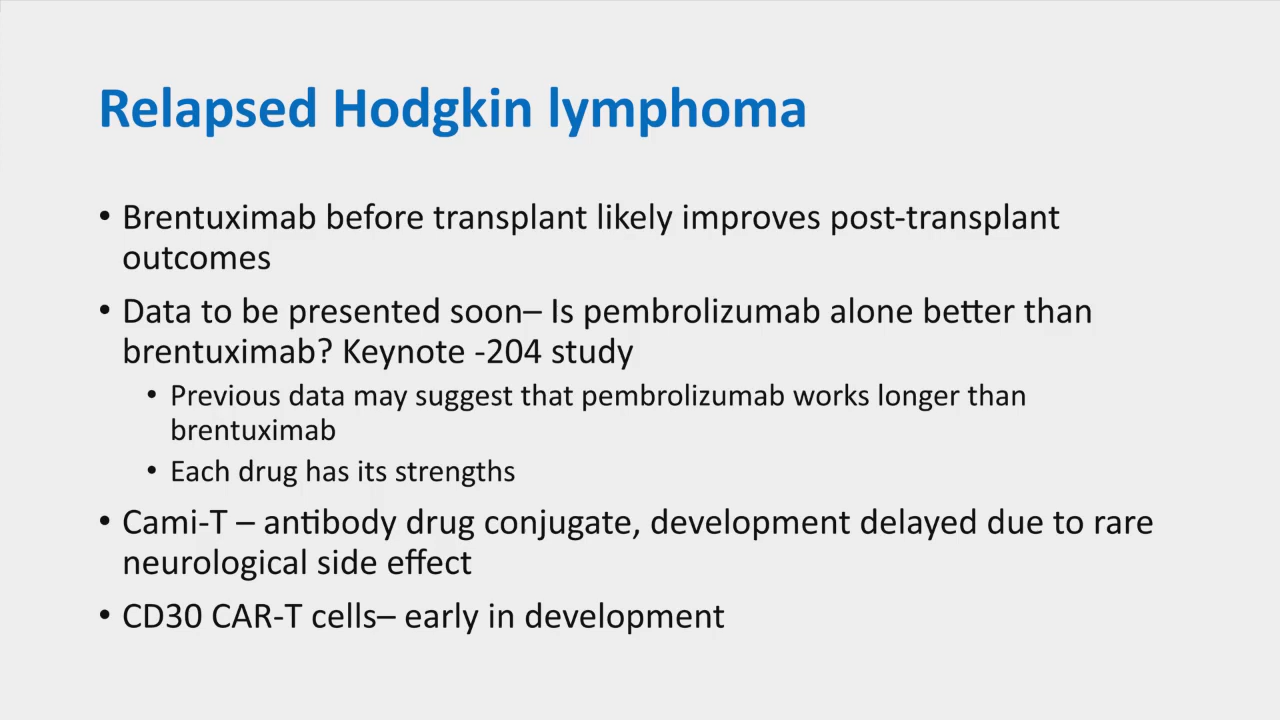 Relapsed Hodgkin lymphoma
• Brentuximab before transplant likely improves post-transplant
outcomes
• Data to be presented soon– Is pembrolizumab alone better than
brentuximab? Keynote -204 study
• Previous data may suggest that pembrolizumab works longer than
brentuximab
• Each drug has its strengths
• Cami-T – antibody drug conjugate, development delayed due to rare
neurological side effect
• CD30 CAR-T cells– early in development